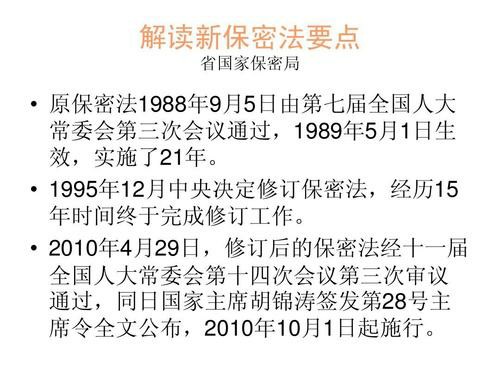 解读新保密法要点
省国家保密局
• 原保密法1988年9月5日由第七届全国人大
常委会第三次会议通过，1989年5月1日生
效，实施了21年。
• 1995年12月中央决定修订保密法，经历15
年时间终于完成修订工作。
• 2010年4月29日，修订后的保密法经十一届
全国人大常委会第十四次会议第三次审议
通过，同日国家主席胡锦涛签发第28号主
席令全文公布，2010年10月1日起施行。